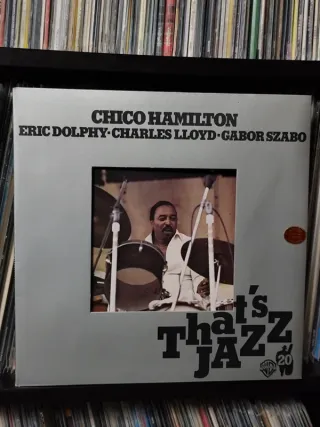 CHICO HAMILTON
ERIC DOLPHY·CHARLES LLOYD·GABOR SZABO
That's
JAZZ
20